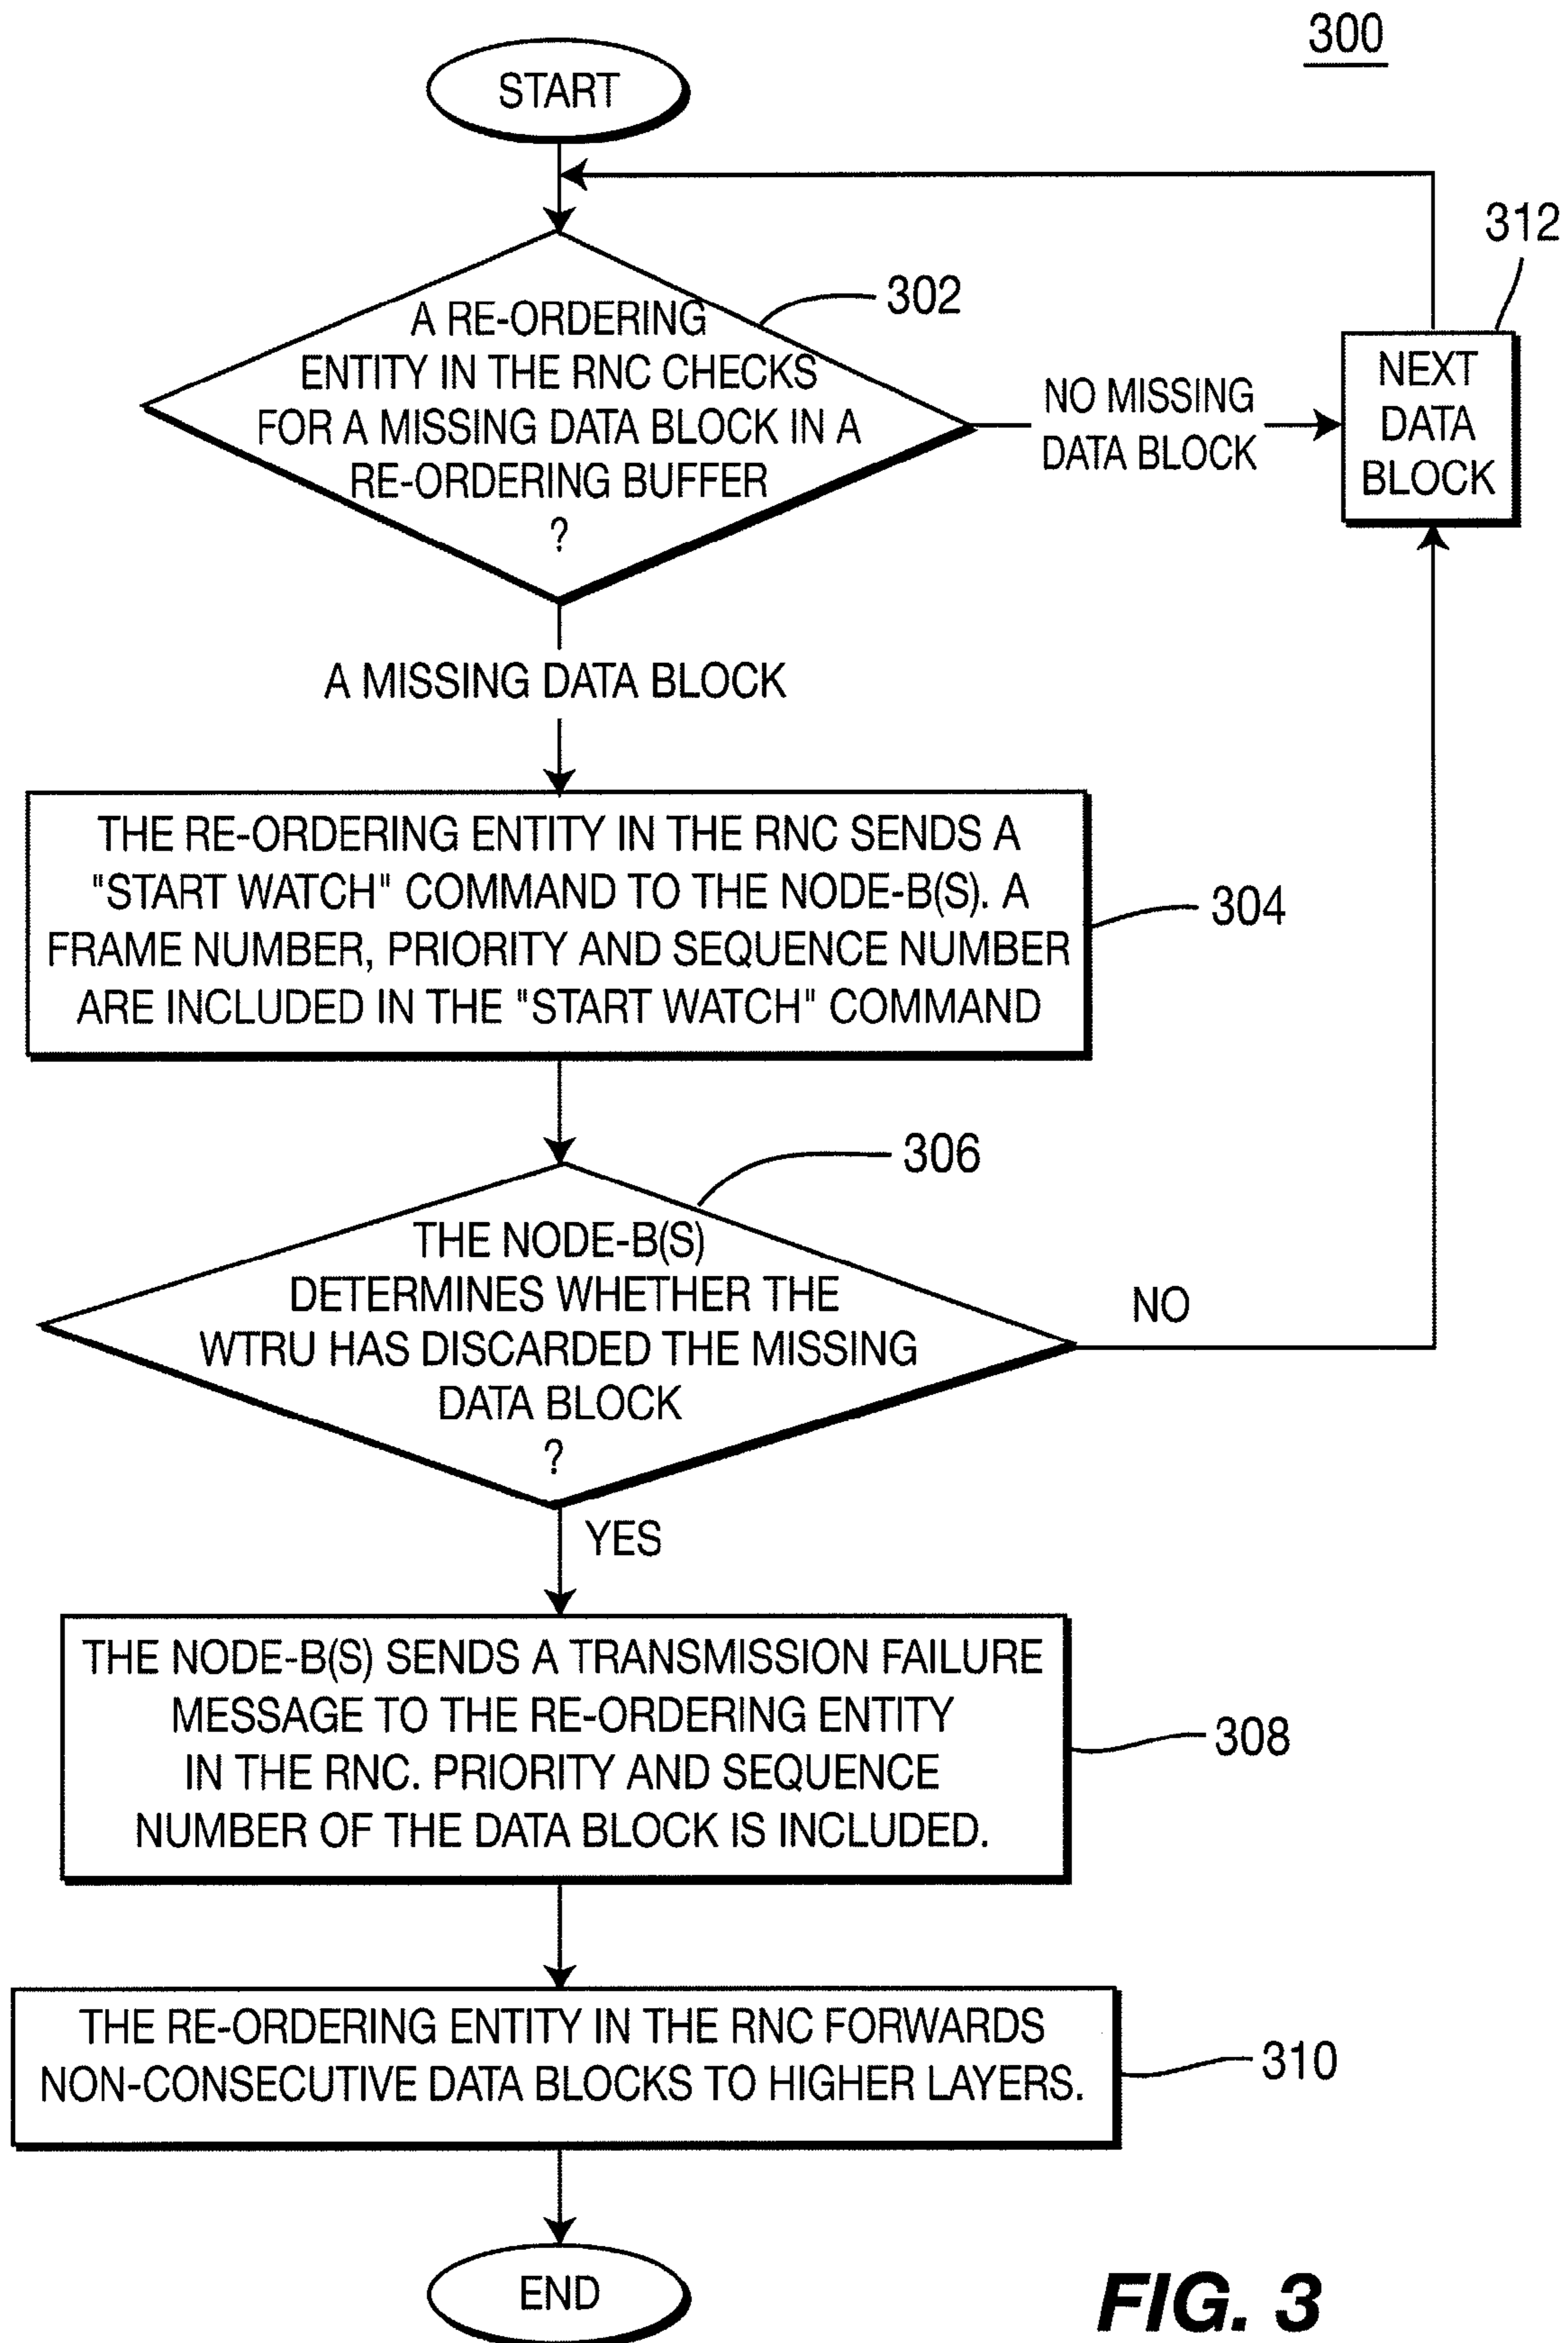 300
START
312
302
A RE-ORDERING
ENTITY IN THE RNC CHECKS
FOR A MISSING DATA BLOCK IN A
RE-ORDERING BUFFER
?
NO MISSING
DATA BLOCK
NEXT
DATA
BLOCK
A MISSING DATA BLOCK
THE RE-ORDERING ENTITY IN THE RNC SENDS A
"START WATCH" COMMAND TO THE NODE-B(S). A
FRAME NUMBER, PRIORITY AND SEQUENCE NUMBER
ARE INCLUDED IN THE "START WATCH" COMMAND
304
306
THE NODE-B(S)
DETERMINES WHETHER THE
WTRU HAS DISCARDED THE MISSING
DATA BLOCK
?
NO
YES
THE NODE-B(S) SENDS A TRANSMISSION FAILURE
MESSAGE TO THE RE-ORDERING ENTITY
IN THE RNC. PRIORITY AND SEQUENCE
NUMBER OF THE DATA BLOCK IS INCLUDED.
308
THE RE-ORDERING ENTITY IN THE RNC FORWARDS
NON-CONSECUTIVE DATA BLOCKS TO HIGHER LAYERS.
310
END
FIG. 3